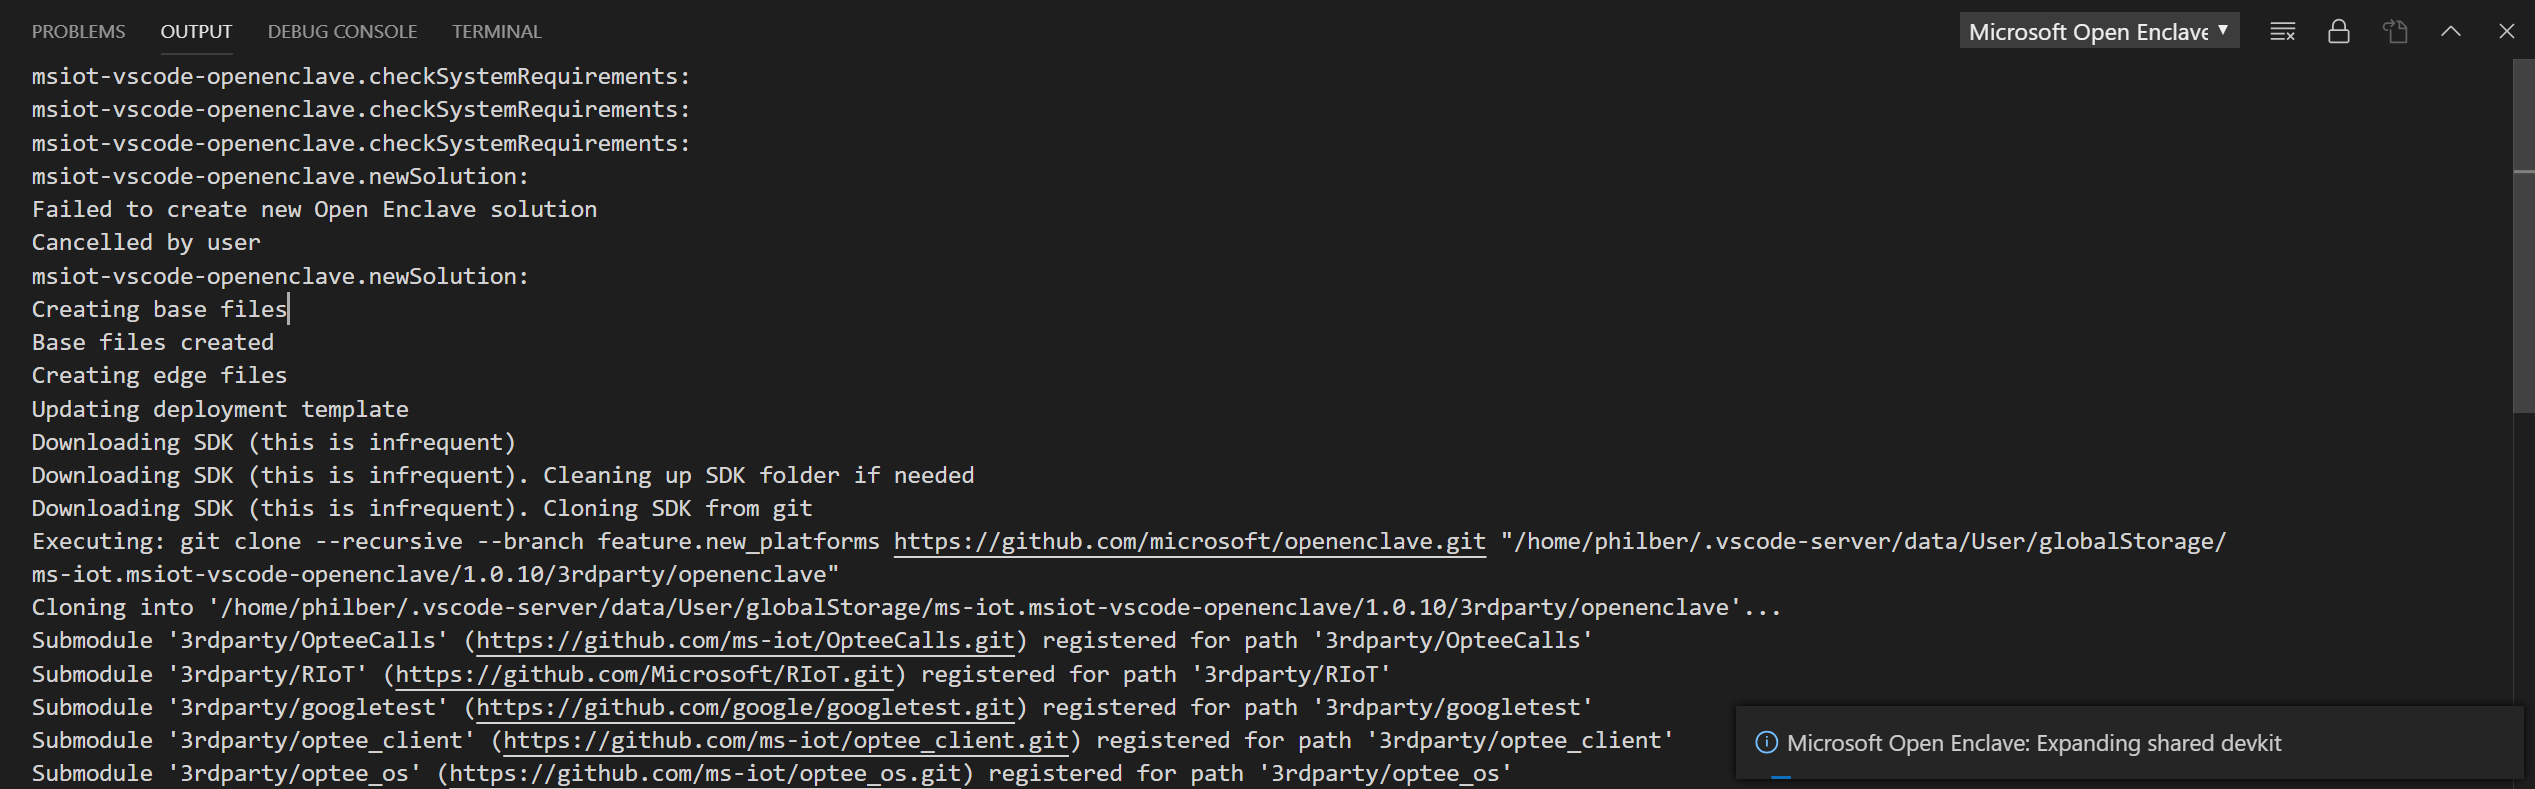 PROBLEMS OUTPUT DEBUG CONSOLE TERMINAL Microsoft Open Enclave
msiot-vscode-openenclave.checkSystemRequirements:
msiot-vscode-openenclave.checkSystemRequirements:
msiot-vscode-openenclave.checkSystemRequirements:
msiot-vscode-openenclave.newSolution:
Failed to create new Open Enclave solution
Cancelled by user
msiot-vscode-openenclave.newSolution:
Creating base files
Base files created
Creating edge files
Updating deployment template
Downloading SDK (this is infrequent)
Downloading SDK (this is infrequent). Cleaning up SDK folder if needed
Downloading SDK (this is infrequent). Cloning SDK from git
Executing: git clone --recursive --branch feature.new_platforms https://github.com/microsoft/openenclave.git "/home/philber/.vscode-server/data/User/globalStorage/
ms-iot.msiot-vscode-openenclave/1.0.10/3rdparty/openenclave"
Cloning into '/home/philber/.vscode-server/data/User/globalStorage/ms-iot.msiot-vscode-openenclave/1.0.10/3rdparty/openenclave'...
Submodule '3rdparty/OpteeCalls' (https://github.com/ms-iot/OpteeCalls.git) registered for path '3rdparty/OpteeCalls'
Submodule '3rdparty/RIoT' (https://github.com/Microsoft/RIoT.git) registered for path '3rdparty/RIoT'
Submodule '3rdparty/googletest' (https://github.com/google/googletest.git) registered for path '3rdparty/googletest'
Submodule '3rdparty/optee_client' (https://github.com/ms-iot/optee_client.git) registered for path '3rdparty/optee_client'
Submodule '3rdparty/optee_os' (https://github.com/ms-iot/optee_os.git) registered for path '3rdparty/optee_os'
Microsoft Open Enclave: Expanding shared devkit